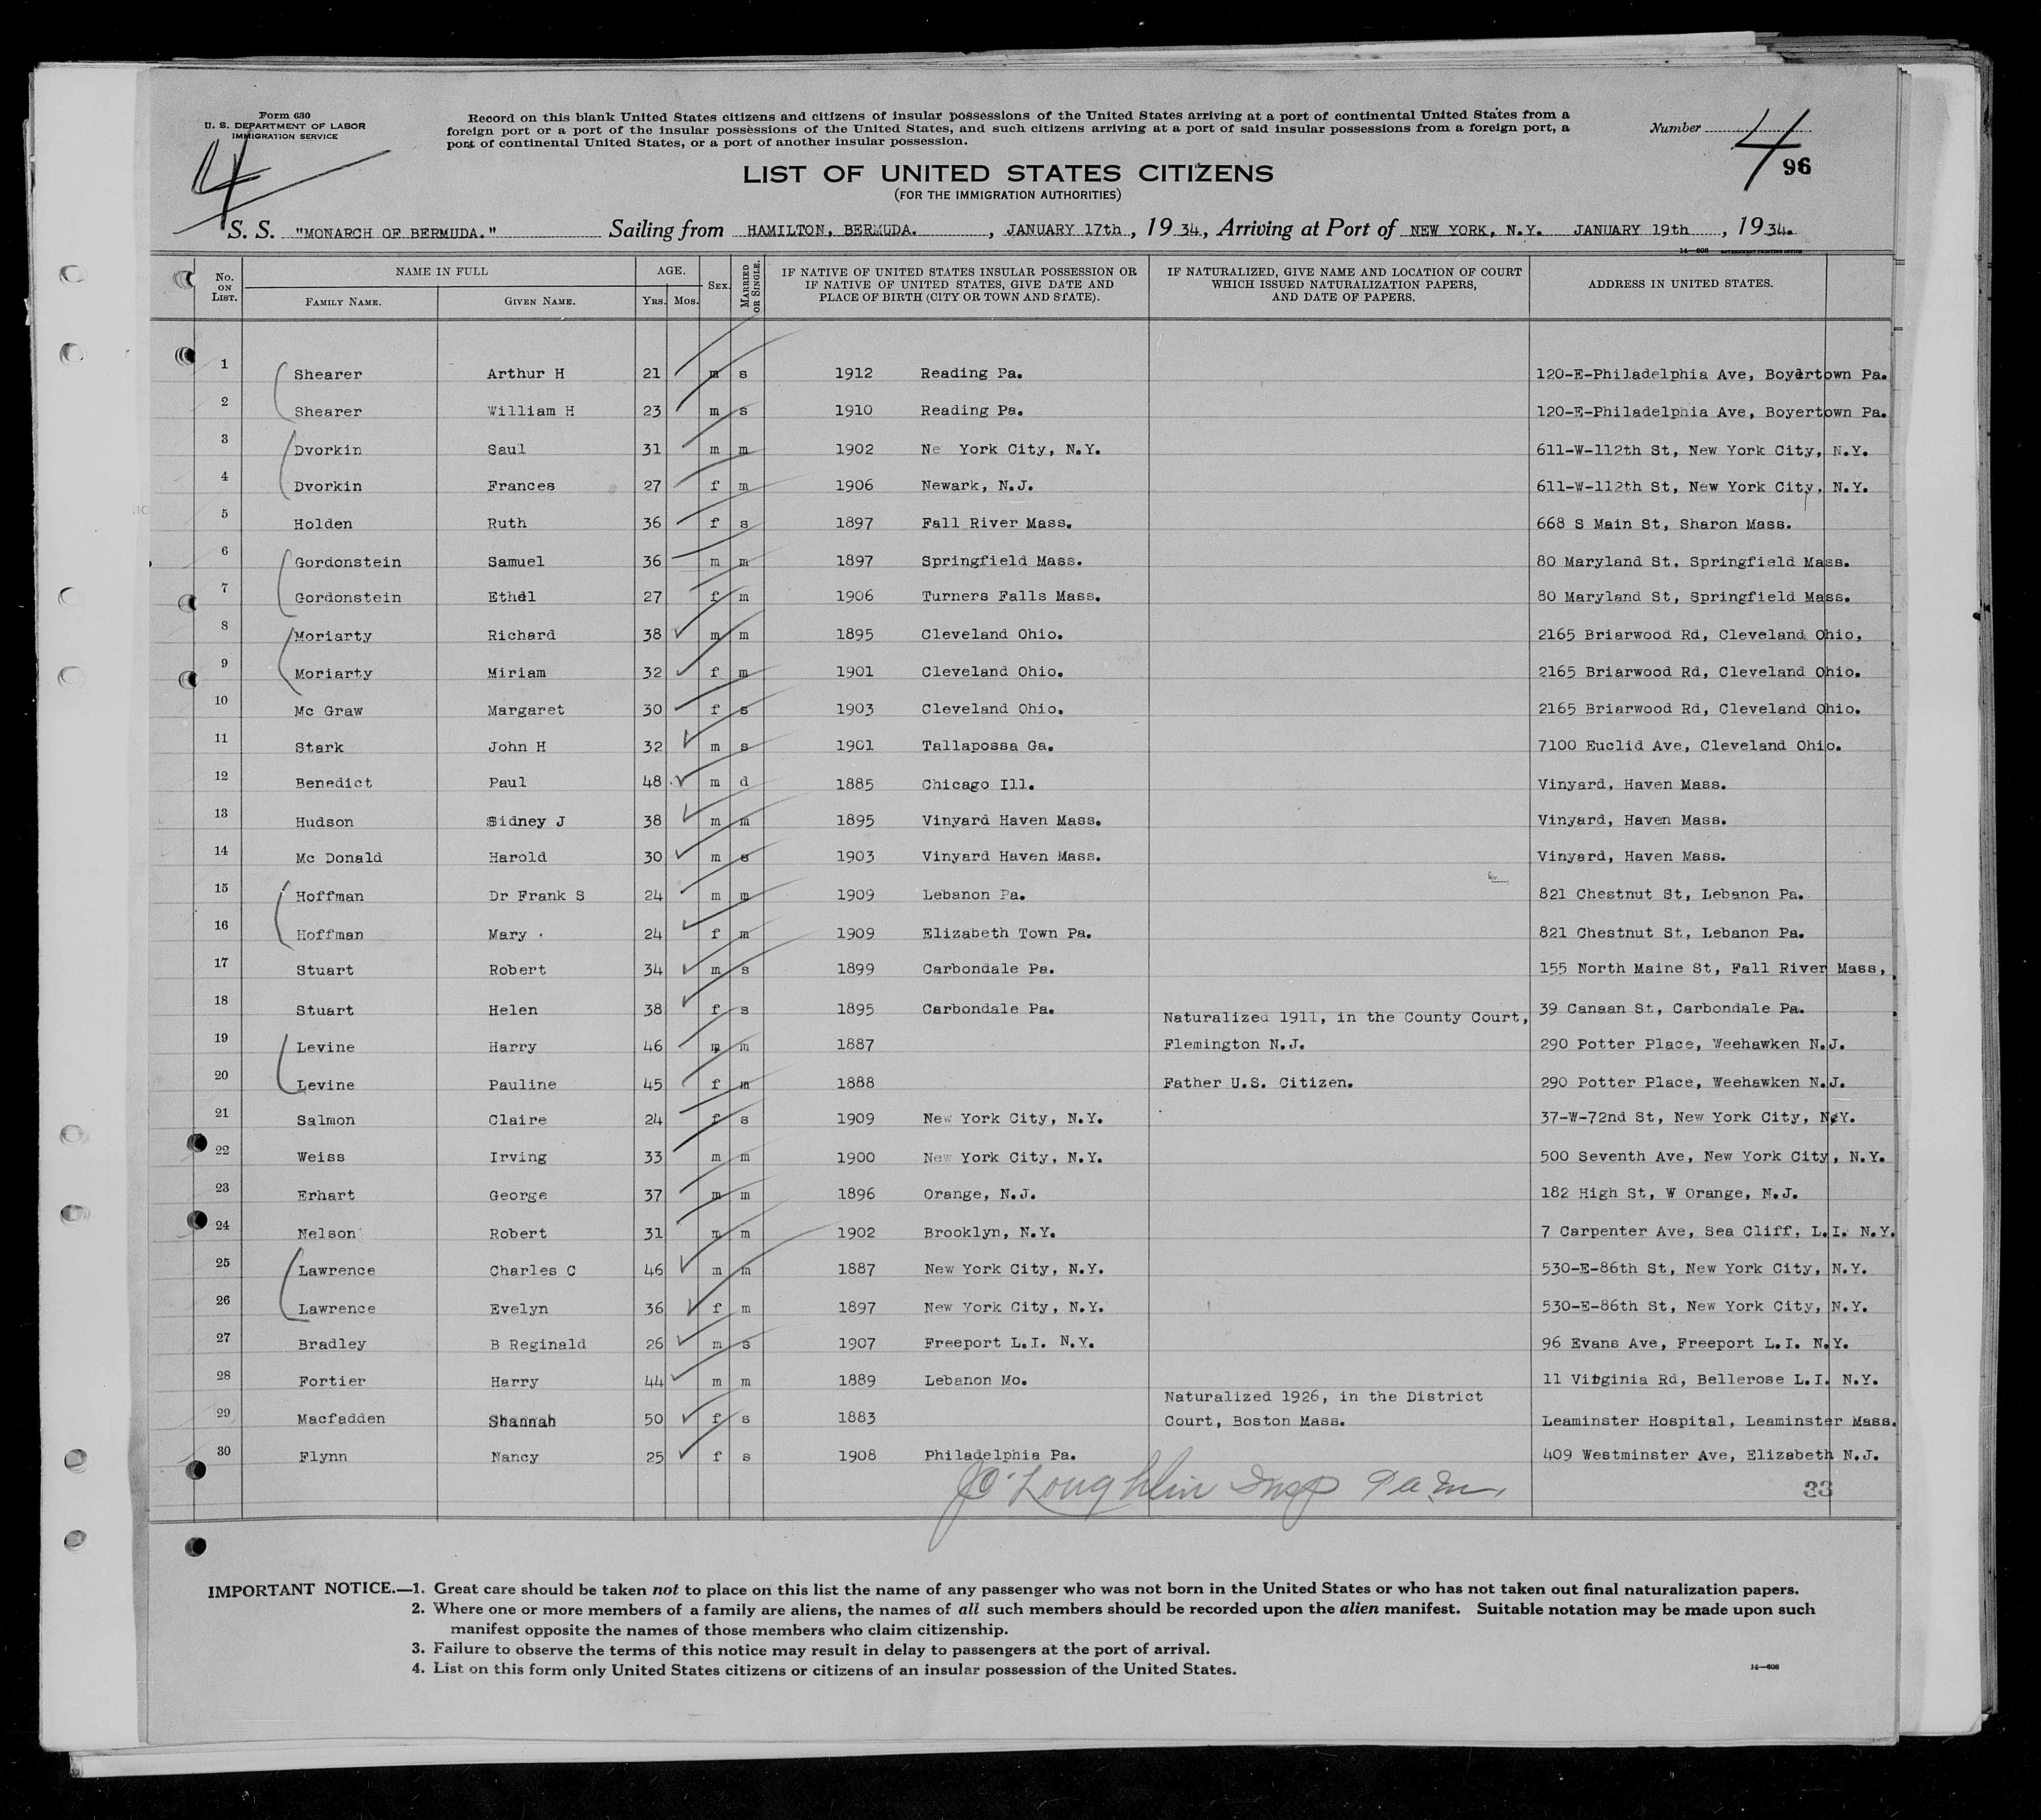 Form 630
U. S. DEPARTMENT OF LABOR
IMMIGRATION SERVICE
4
Record on this blank United States citizens and citizens of insular possessions of the United States arriving at a port of continental United States from a
foreign port or a port of the insular possessions of the United States, and such citizens arriving at a port of said insular possessions from a foreign port, a
port of continental United States, or a port of another insular possession.
Number 4
96
LIST OF UNITED STATES CITIZENS
(FOR THE IMMIGRATION AUTHORITIES)
S. S. "MONARCH OF BERMUDA." Sailing from HAMILTON, BERMUDA. , JANUARY 17th , 19 34, Arriving at Port of NEW YORK, N.Y. JANUARY 19th , 19 34.
14—608 GOVERNMENT PRINTING OFFICE
No. ON LIST. NAME IN FULL FAMILY NAME. GIVEN NAME. AGE. Yrs. Mos. SEX. MARRIED OR SINGLE. IF NATIVE OF UNITED STATES INSULAR POSSESSION OR IF NATIVE OF UNITED STATES, GIVE DATE AND PLACE OF BIRTH (CITY OR TOWN AND STATE). IF NATURALIZED, GIVE NAME AND LOCATION OF COURT WHICH ISSUED NATURALIZATION PAPERS, AND DATE OF PAPERS. ADDRESS IN UNITED STATES.
1 Shearer Arthur H 21 m s 1912 Reading Pa. 120-E-Philadelphia Ave, Boyertown Pa.
2 Shearer William H 23 m s 1910 Reading Pa. 120-E-Philadelphia Ave, Boyertown Pa.
3 Dvorkin Saul 31 m m 1902 Ne York City, N.Y. 611-W-112th St, New York City, N.Y.
4 Dvorkin Frances 27 f m 1906 Newark, N.J. 611-W-112th St, New York City, N.Y.
5 Holden Ruth 36 f s 1897 Fall River Mass. 668 S Main St, Sharon Mass.
6 Gordonstein Samuel 36 m m 1897 Springfield Mass. 80 Maryland St, Springfield Mass.
7 Gordonstein Ethel 27 f m 1906 Turners Falls Mass. 80 Maryland St, Springfield Mass.
8 Moriarty Richard 38 m m 1895 Cleveland Ohio. 2165 Briarwood Rd, Cleveland Ohio,
9 Moriarty Miriam 32 f m 1901 Cleveland Ohio. 2165 Briarwood Rd, Cleveland Ohio.
10 Mc Graw Margaret 30 f s 1903 Cleveland Ohio. 2165 Briarwood Rd, Cleveland Ohio.
11 Stark John H 32 m s 1901 Tallapossa Ga. 7100 Euclid Ave, Cleveland Ohio.
12 Benedict Paul 48 m d 1885 Chicago Ill. Vinyard, Haven Mass.
13 Hudson Sidney J 38 m m 1895 Vinyard Haven Mass. Vinyard, Haven Mass.
14 Mc Donald Harold 30 m s 1903 Vinyard Haven Mass. Vinyard, Haven Mass.
15 Hoffman Dr Frank S 24 m m 1909 Lebanon Pa. 821 Chestnut St, Lebanon Pa.
16 Hoffman Mary 24 f m 1909 Elizabeth Town Pa. 821 Chestnut St, Lebanon Pa.
17 Stuart Robert 34 m s 1899 Carbondale Pa. 155 North Maine St, Fall River Mass,
18 Stuart Helen 38 f s 1895 Carbondale Pa. 39 Canaan St, Carbondale Pa.
Naturalized 1911, in the County Court,
19 Levine Harry 46 m m 1887 Flemington N.J. 290 Potter Place, Weehawken N.J.
20 Levine Pauline 45 f m 1888 Father U.S. Citizen. 290 Potter Place, Weehawken N.J.
21 Salmon Claire 24 f s 1909 New York City, N.Y. 37-W-72nd St, New York City, N.Y.
22 Weiss Irving 33 m m 1900 New York City, N.Y. 500 Seventh Ave, New York City, N.Y.
23 Erhart George 37 m m 1896 Orange, N.J. 182 High St, W Orange, N.J.
24 Nelson Robert 31 m m 1902 Brooklyn, N.Y. 7 Carpenter Ave, Sea Cliff, L.I. N.Y.
25 Lawrence Charles C 46 m m 1887 New York City, N.Y. 530-E-86th St, New York City, N.Y.
26 Lawrence Evelyn 36 f m 1897 New York City, N.Y. 530-E-86th St, New York City, N.Y.
27 Bradley B Reginald 26 m s 1907 Freeport L.I. N.Y. 96 Evans Ave, Freeport L.I. N.Y.
28 Fortier Harry 44 m m 1889 Lebanon Mo. 11 Virginia Rd, Bellerose L.I. N.Y.
Naturalized 1926, in the District
29 Macfadden Shannah 50 f s 1883 Court, Boston Mass. Leaminster Hospital, Leaminster Mass.
30 Flynn Nancy 25 f s 1908 Philadelphia Pa. 409 Westminster Ave, Elizabeth N.J.
JO'Loughlin Insp 9 a m,
33
IMPORTANT NOTICE.—1. Great care should be taken not to place on this list the name of any passenger who was not born in the United States or who has not taken out final naturalization papers.
2. Where one or more members of a family are aliens, the names of all such members should be recorded upon the alien manifest. Suitable notation may be made upon such
manifest opposite the names of those members who claim citizenship.
3. Failure to observe the terms of this notice may result in delay to passengers at the port of arrival.
4. List on this form only United States citizens or citizens of an insular possession of the United States.
14—608